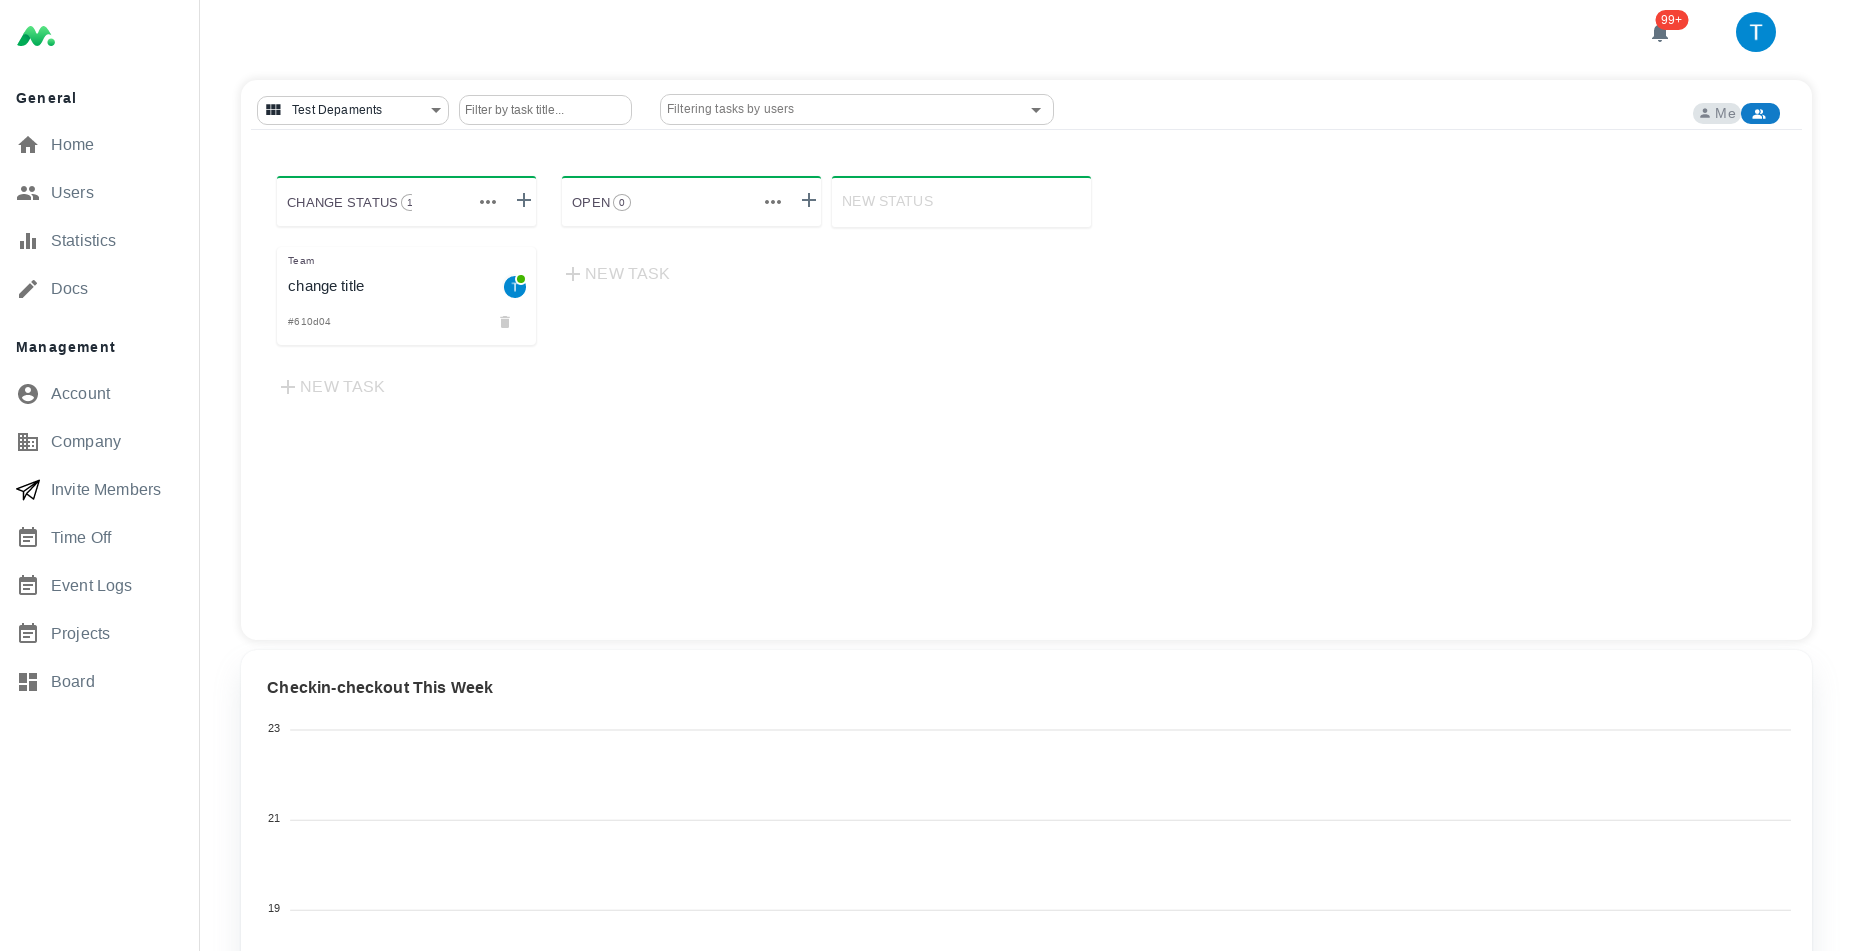 99+
T
General
Home
Users
Statistics
Docs
Management
Account
Company
Invite Members
Time Off
Event Logs
Projects
Board
Test Depaments
Filter by task title...
Filtering tasks by users
Me
CHANGE STATUS 1
OPEN 0
NEW STATUS
Team
change title
T
#610d04
NEW TASK
NEW TASK
Checkin-checkout This Week
23
21
19